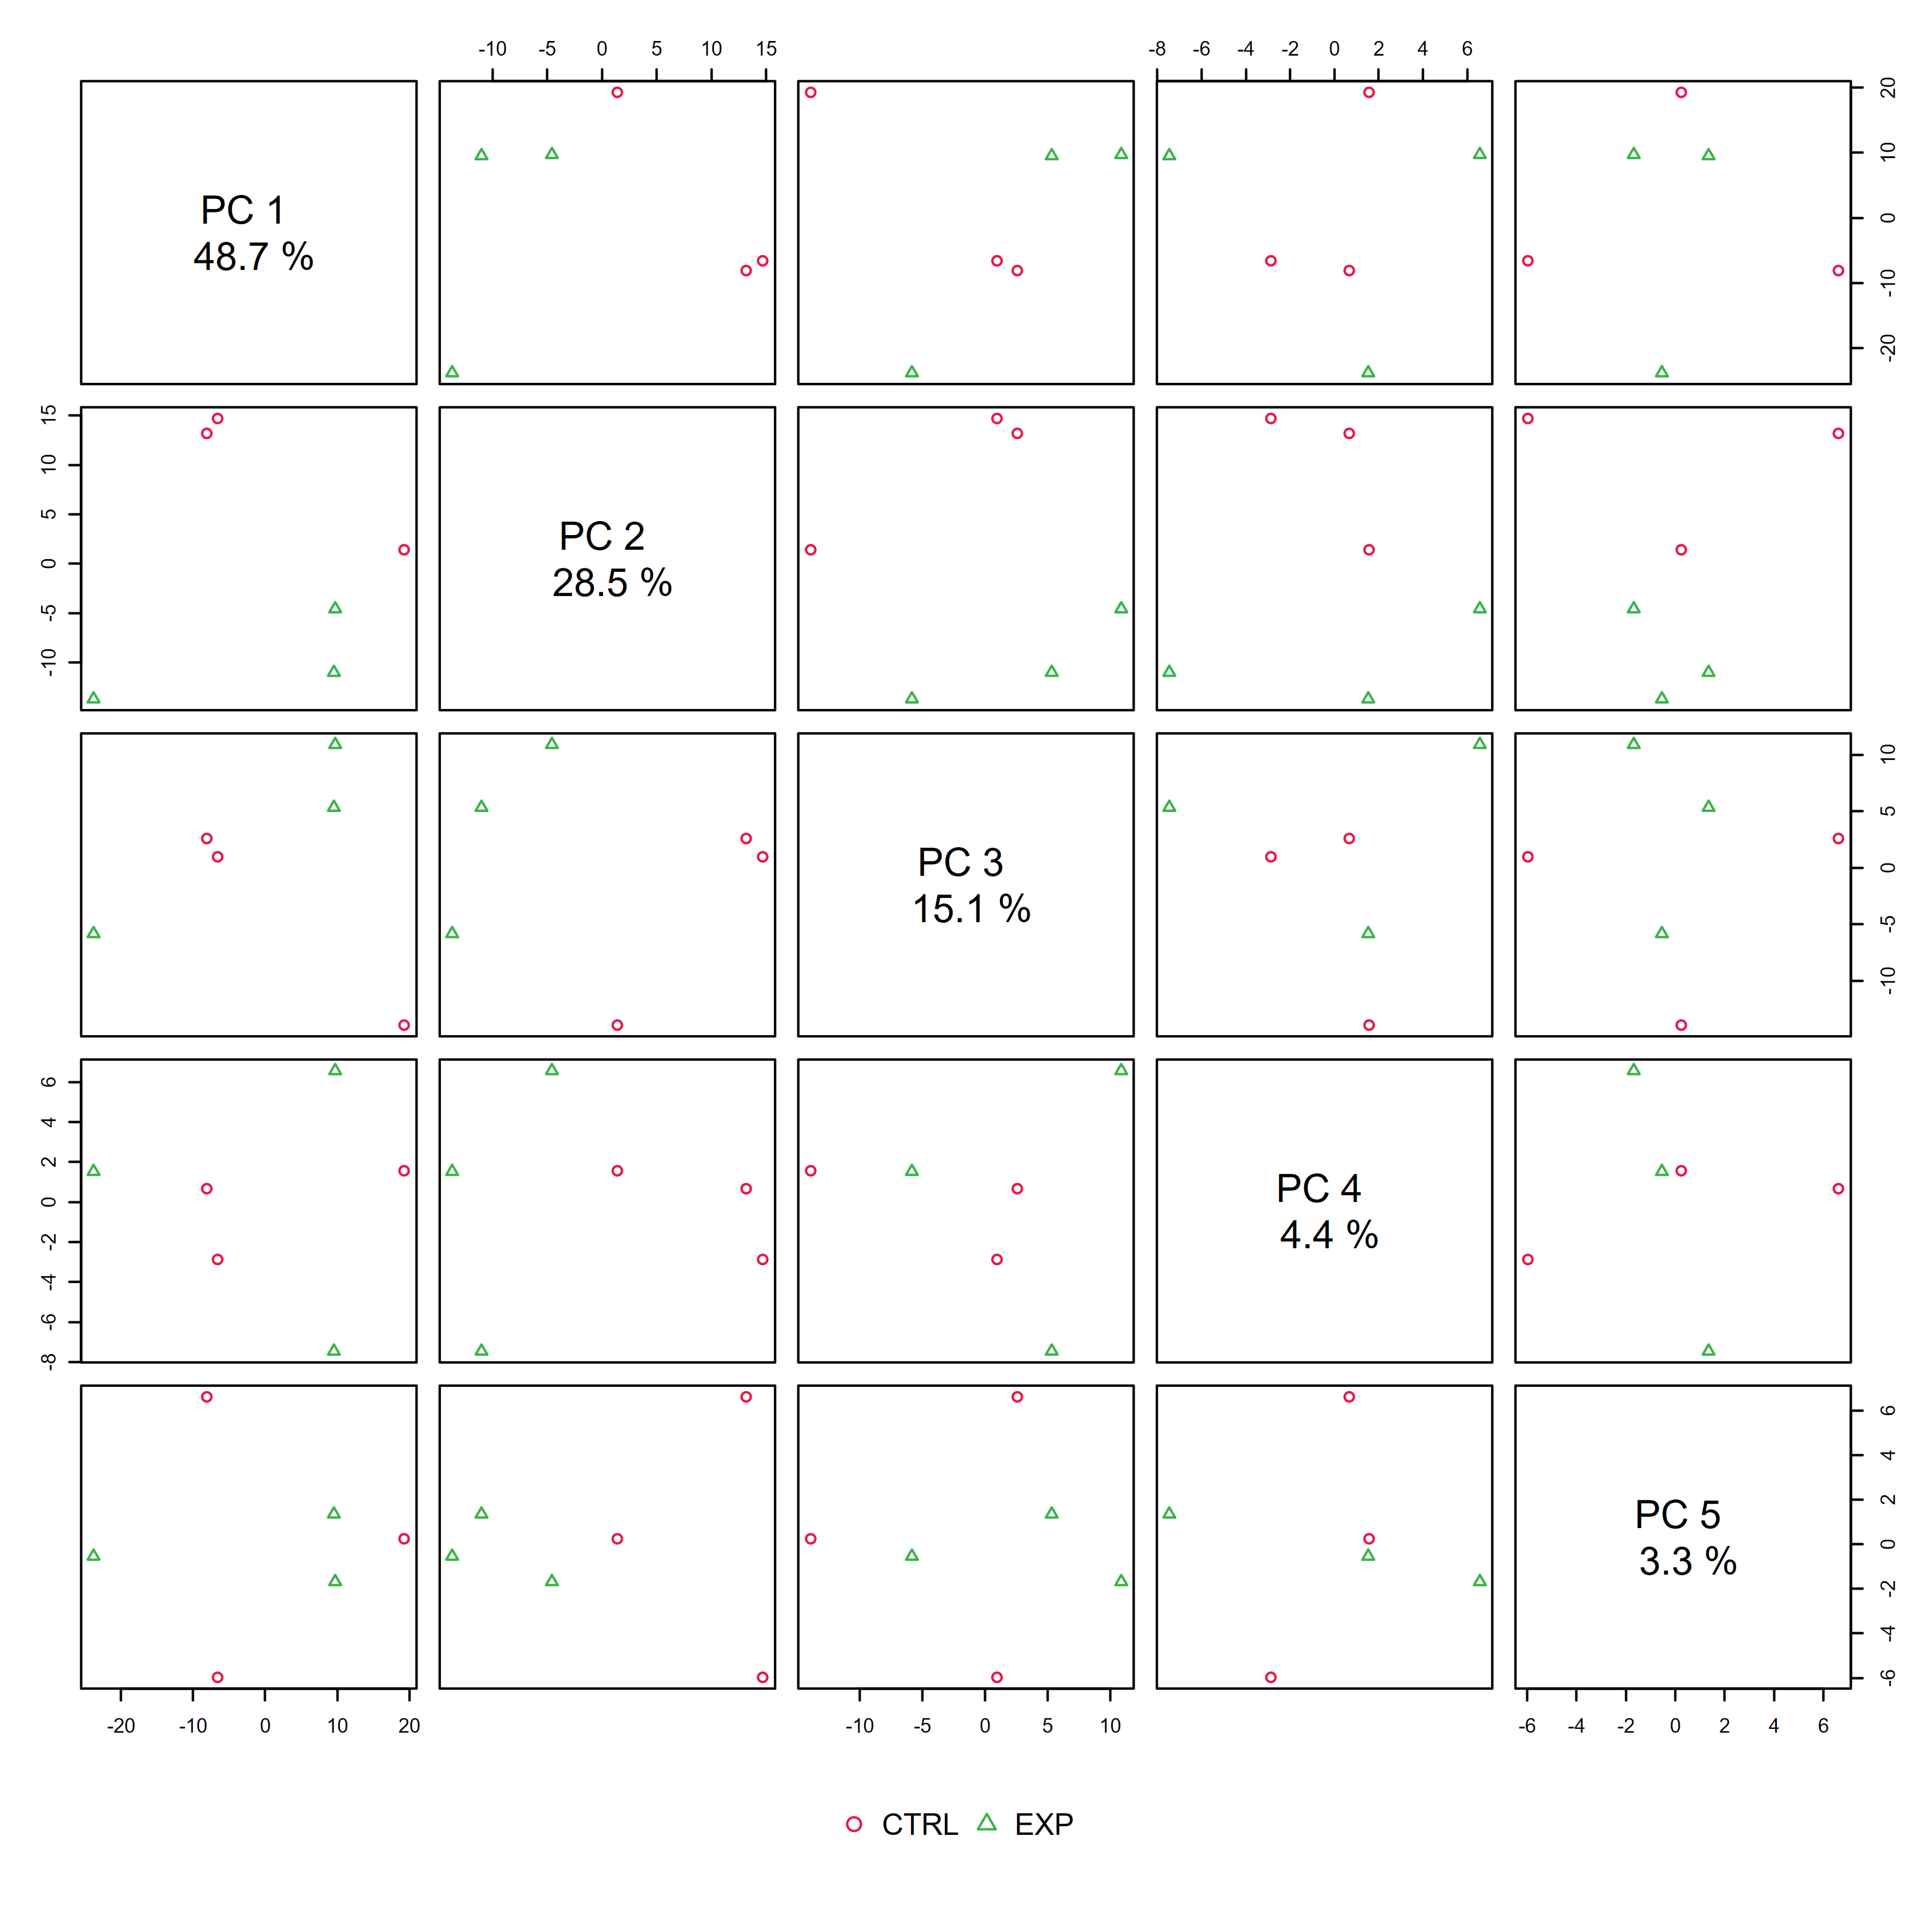 -10 -5 0 5 10 15
-8 -6 -4 -2 0 2 4 6
PC 1
48.7 %
20 10 0 -10 -20
15 10 5 0 -5 -10
PC 2
28.5 %
PC 3
15.1 %
10 5 0 -5 -10
6 4 2 0 -2 -4 -6 -8
PC 4
4.4 %
PC 5
3.3 %
6 4 2 0 -2 -4 -6
-20 -10 0 10 20
-10 -5 0 5 10
-6 -4 -2 0 2 4 6
CTRL EXP